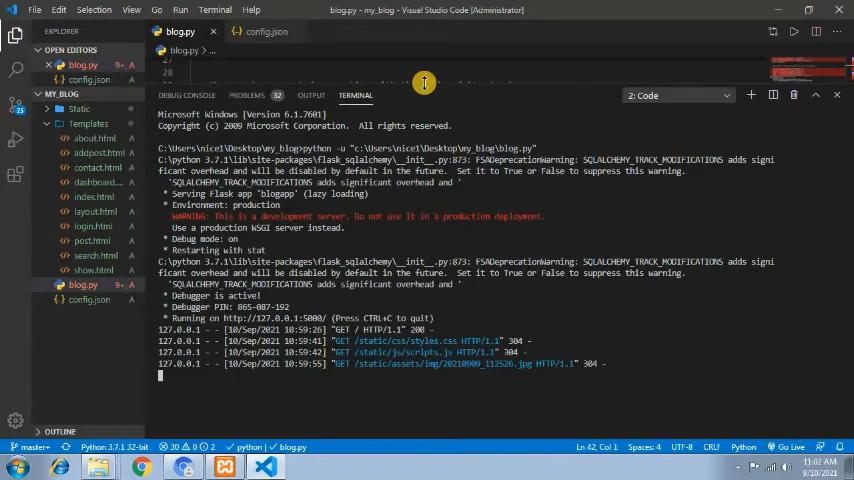 File Edit Selection View Go Run Terminal Help
blog.py - my_blog - Visual Studio Code [Administrator]
EXPLORER
blog.py
config.json
OPEN EDITORS
blog.py > ...
blog.py 9+, A
27
config.json A
28
MY_BLOG
DEBUG CONSOLE PROBLEMS 32 OUTPUT TERMINAL
2: Code
Static
Templates
about.html A
addpost.html A
contact.html A
dashboard.... A
index.html A
layout.html A
login.html A
post.html A
search.html A
show.html A
blog.py 9+, A
config.json A
25
Microsoft Windows [Version 6.1.7601]
Copyright (c) 2009 Microsoft Corporation. All rights reserved.
C:\Users\nice1\Desktop\my_blog>python -u "c:\Users\nice1\Desktop\my_blog\blog.py"
C:\python 3.7.1\lib\site-packages\flask_sqlalchemy\__init__.py:873: FSADeprecationWarning: SQLALCHEMY_TRACK_MODIFICATIONS adds signi
ficant overhead and will be disabled by default in the future. Set it to True or False to suppress this warning.
'SQLALCHEMY_TRACK_MODIFICATIONS adds significant overhead and '
* Serving Flask app 'blogapp' (lazy loading)
* Environment: production
WARNING: This is a development server. Do not use it in a production deployment.
Use a production WSGI server instead.
* Debug mode: on
* Restarting with stat
C:\python 3.7.1\lib\site-packages\flask_sqlalchemy\__init__.py:873: FSADeprecationWarning: SQLALCHEMY_TRACK_MODIFICATIONS adds signi
ficant overhead and will be disabled by default in the future. Set it to True or False to suppress this warning.
'SQLALCHEMY_TRACK_MODIFICATIONS adds significant overhead and '
* Debugger is active!
* Debugger PIN: 865-087-192
* Running on http://127.0.0.1:5000/ (Press CTRL+C to quit)
127.0.0.1 - - [10/Sep/2021 10:59:26] "GET / HTTP/1.1" 200 -
127.0.0.1 - - [10/Sep/2021 10:59:41] "GET /static/css/styles.css HTTP/1.1" 304 -
127.0.0.1 - - [10/Sep/2021 10:59:42] "GET /static/js/scripts.js HTTP/1.1" 304 -
127.0.0.1 - - [10/Sep/2021 10:59:55] "GET /static/assets/img/20210909_112526.jpg HTTP/1.1" 304 -
OUTLINE
master+ Python 3.7.1 32-bit 30 0 2 python blog.py Ln 42, Col 1 Spaces: 4 UTF-8 CRLF Python Go Live
11:02 AM
9/10/2021